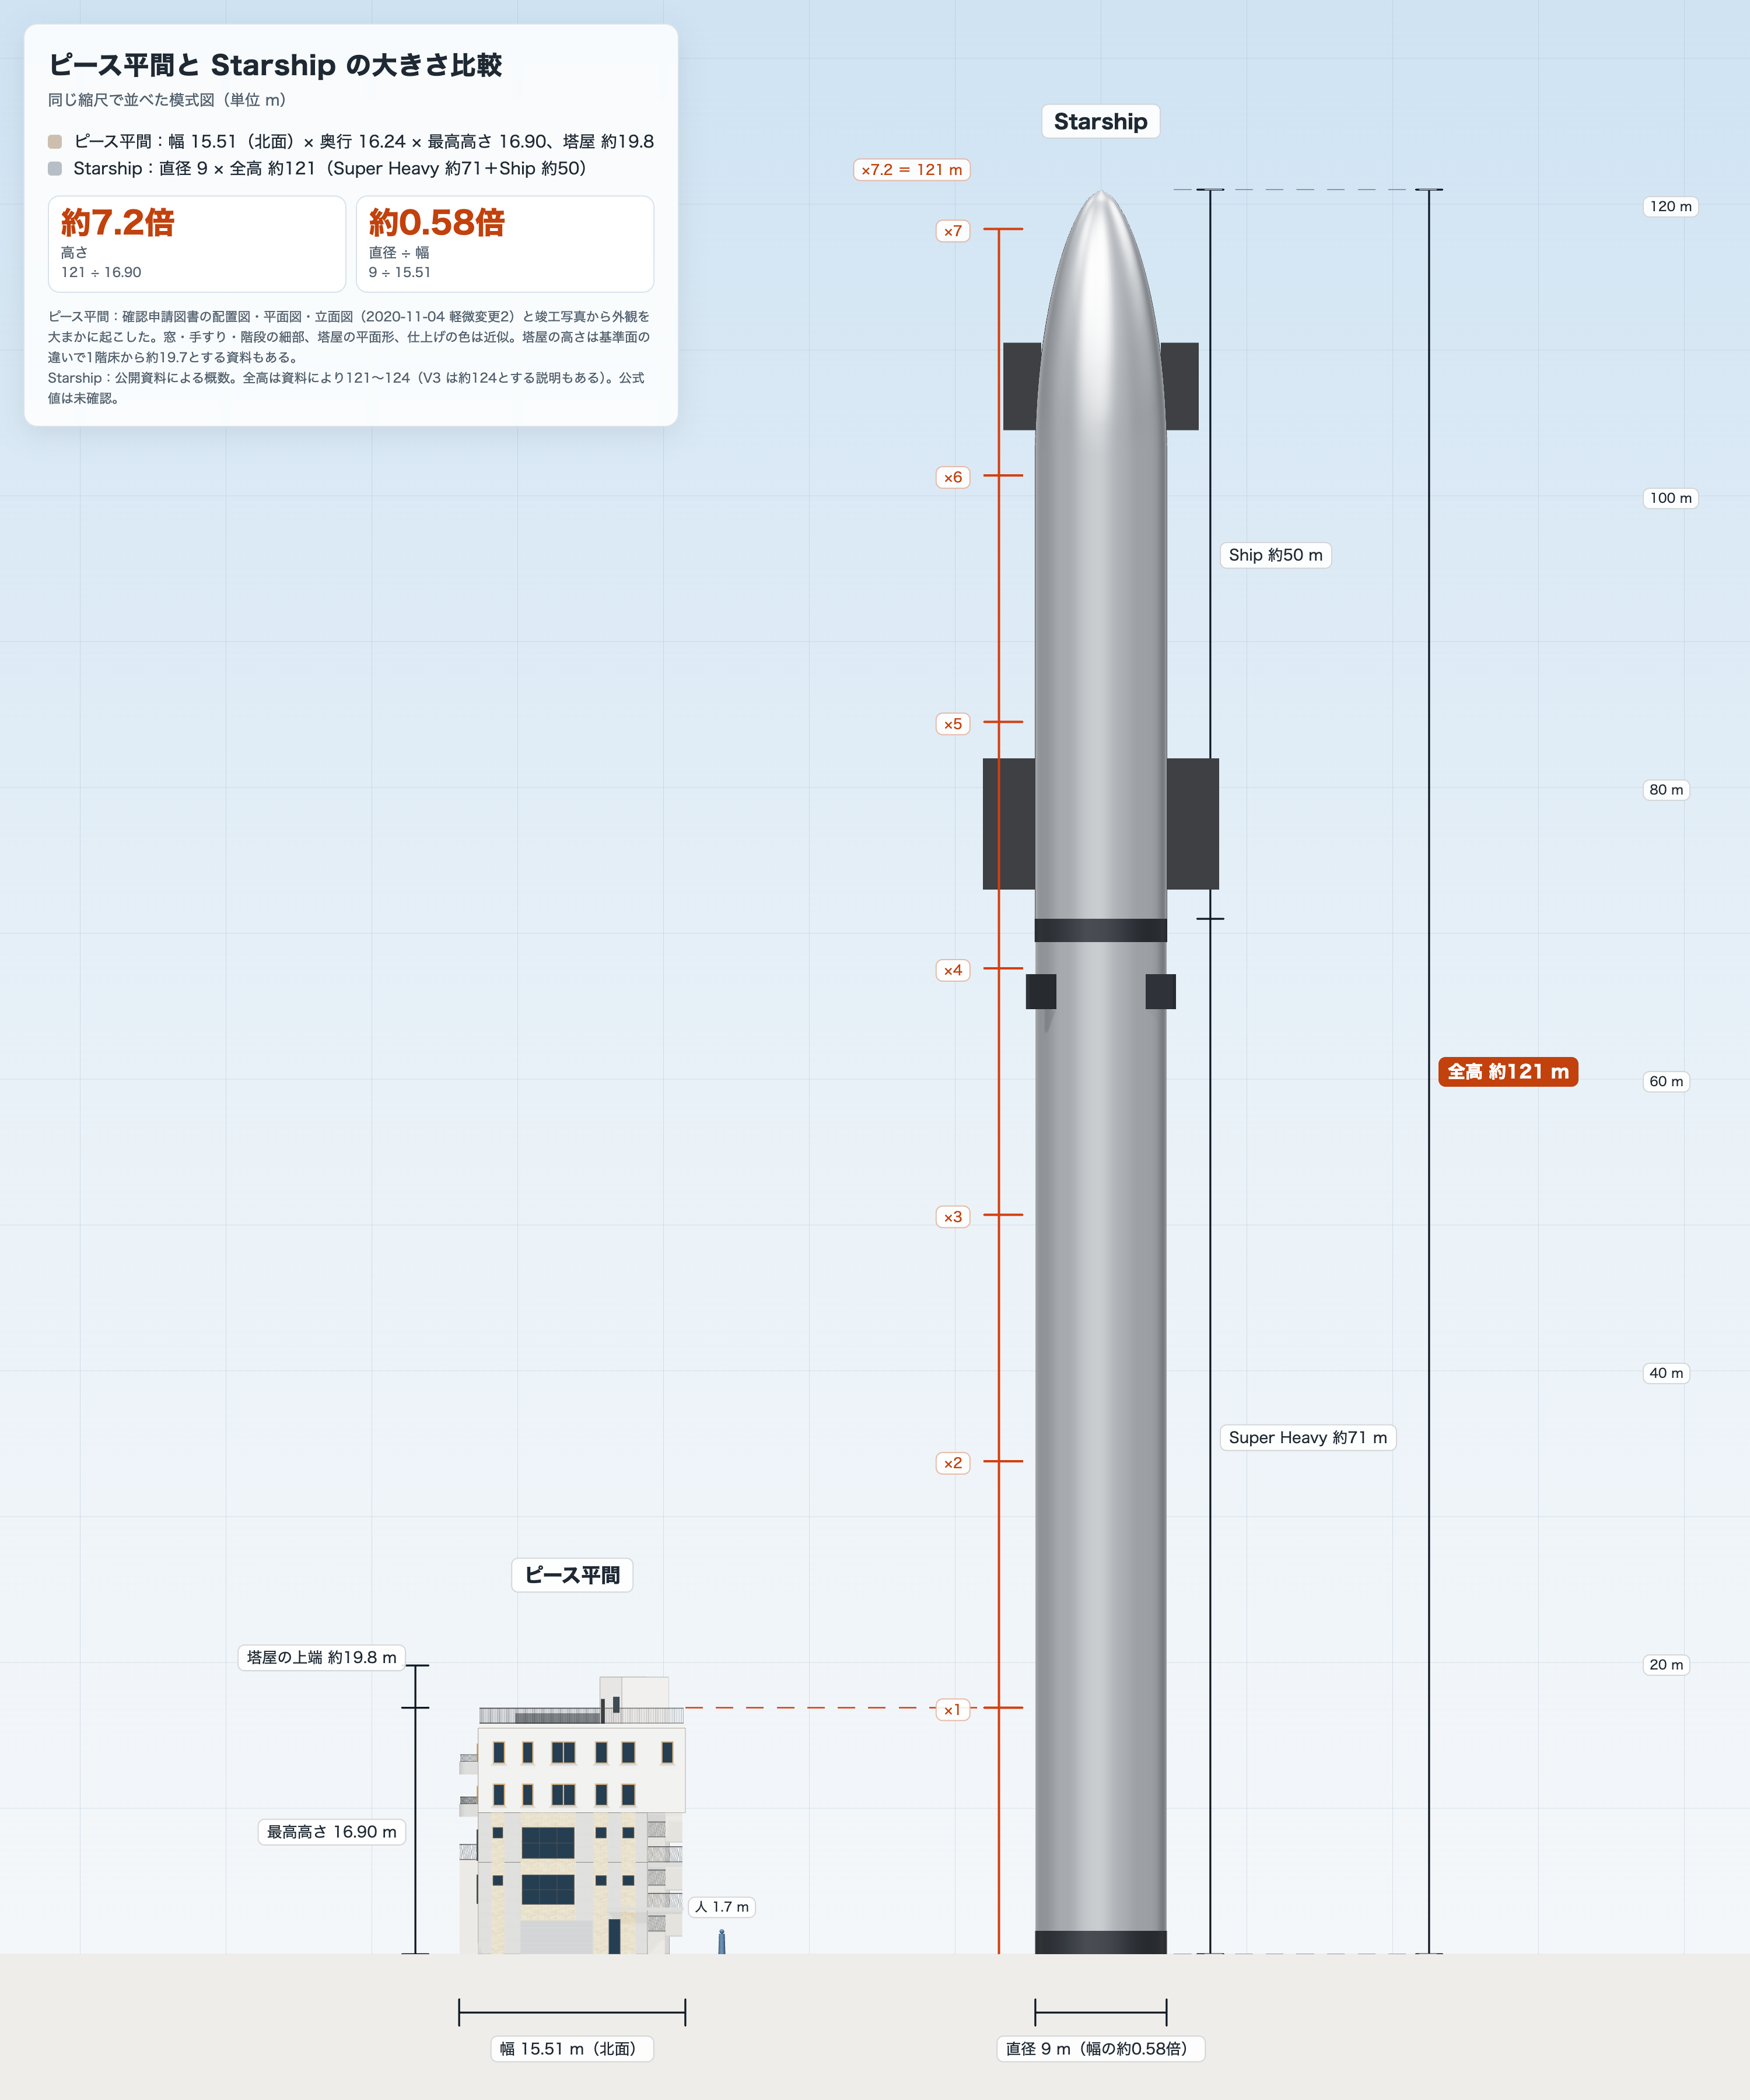 ピース平間と Starship の大きさ比較
同じ縮尺で並べた模式図（単位 m）
ピース平間：幅 15.51（北面）× 奥行 16.24 × 最高高さ 16.90、塔屋 約19.8
Starship：直径 9 × 全高 約121（Super Heavy 約71＋Ship 約50）
約7.2倍
高さ
121 ÷ 16.90
約0.58倍
直径 ÷ 幅
9 ÷ 15.51
ピース平間：確認申請図書の配置図・平面図・立面図（2020-11-04 軽微変更2）と竣工写真から外観を
大まかに起こした。窓・手すり・階段の細部、塔屋の平面形、仕上げの色は近似。塔屋の高さは基準面の
違いで1階床から約19.7とする資料もある。
Starship：公開資料による概数。全高は資料により121〜124（V3 は約124とする説明もある）。公式
値は未確認。
Starship
×7.2 = 121 m
120 m
×7
×6
100 m
Ship 約50 m
×5
80 m
×4
全高 約121 m
60 m
×3
40 m
Super Heavy 約71 m
×2
ピース平間
塔屋の上端 約19.8 m
20 m
×1
最高高さ 16.90 m
人 1.7 m
幅 15.51 m（北面）
直径 9 m（幅の約0.58倍）